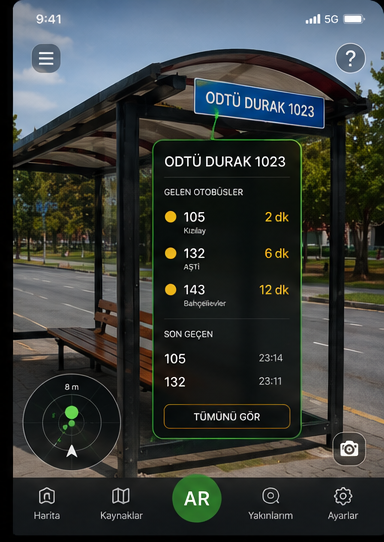 9:41
5G
?
ODTÜ DURAK 1023
ODTÜ DURAK 1023
GELEN OTOBÜSLER
105 2 dk
Kızılay
132 6 dk
AŞTİ
143 12 dk
Bahçelievler
SON GEÇEN
105 23:14
132 23:11
TÜMÜNÜ GÖR
8 m
AR
Harita Kaynaklar Yakınlarım Ayarlar